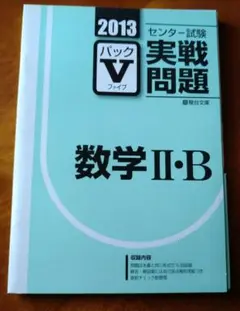 2013
パック
V
ファイブ
センター試験
実戦
問題
駿台文庫
数学Ⅱ・B
収録内容